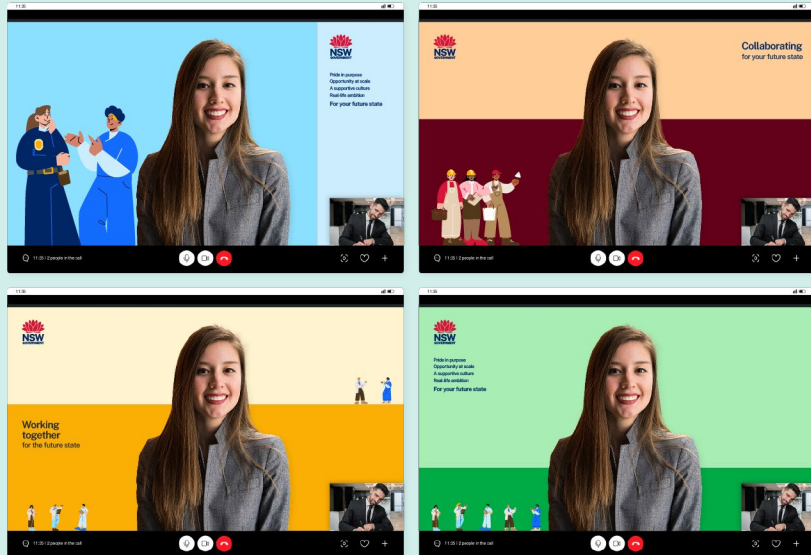 11:35
NSW
GOVERNMENT
Pride in purpose
Opportunity at scale
A supportive culture
Real-life ambition
For your future state
11:35 | 2 people in the call
11:35
NSW
GOVERNMENT
Collaborating
for your future state
11:35 | 2 people in the call
11:35
NSW
GOVERNMENT
Working
together
for the future state
11:35 | 2 people in the call
11:35
NSW
GOVERNMENT
Pride in purpose
Opportunity at scale
A supportive culture
Real-life ambition
For your future state
11:35 | 2 people in the call